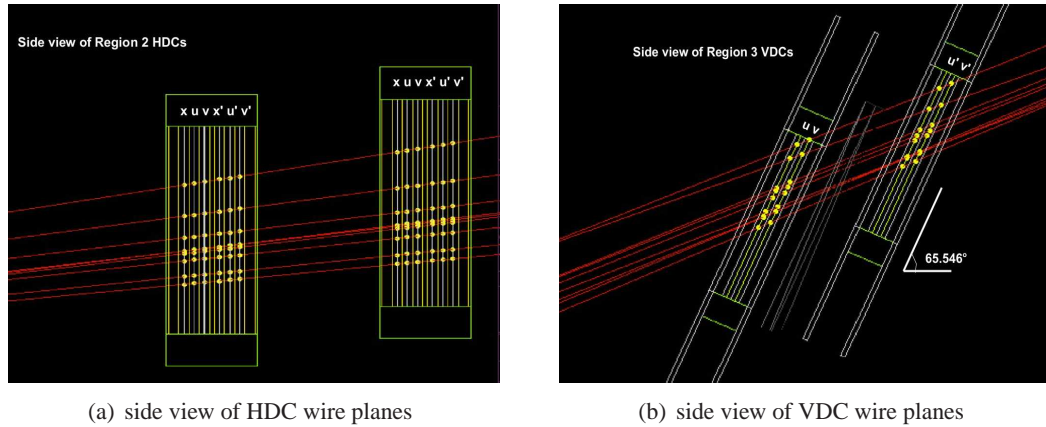 Side view of Region 2 HDCs
x u v x' u' v'
x u v x' u' v'
(a) side view of HDC wire planes
Side view of Region 3 VDCs
u' v'
u v
65.546°
(b) side view of VDC wire planes